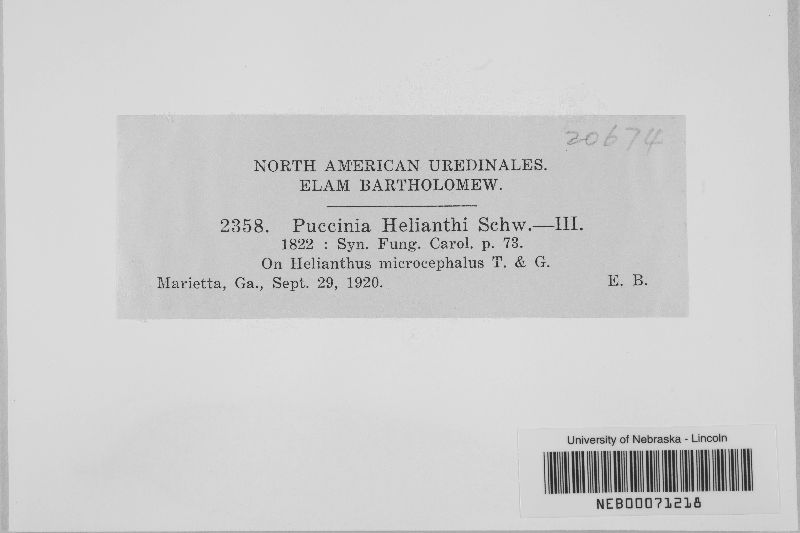 20674
NORTH AMERICAN UREDINALES.
ELAM BARTHOLOMEW.
2358. Puccinia Helianthi Schw.—III.
1822 : Syn. Fung. Carol. p. 73.
On Helianthus microcephalus T. & G.
Marietta, Ga., Sept. 29, 1920. E. B.
University of Nebraska - Lincoln
NEB00071218